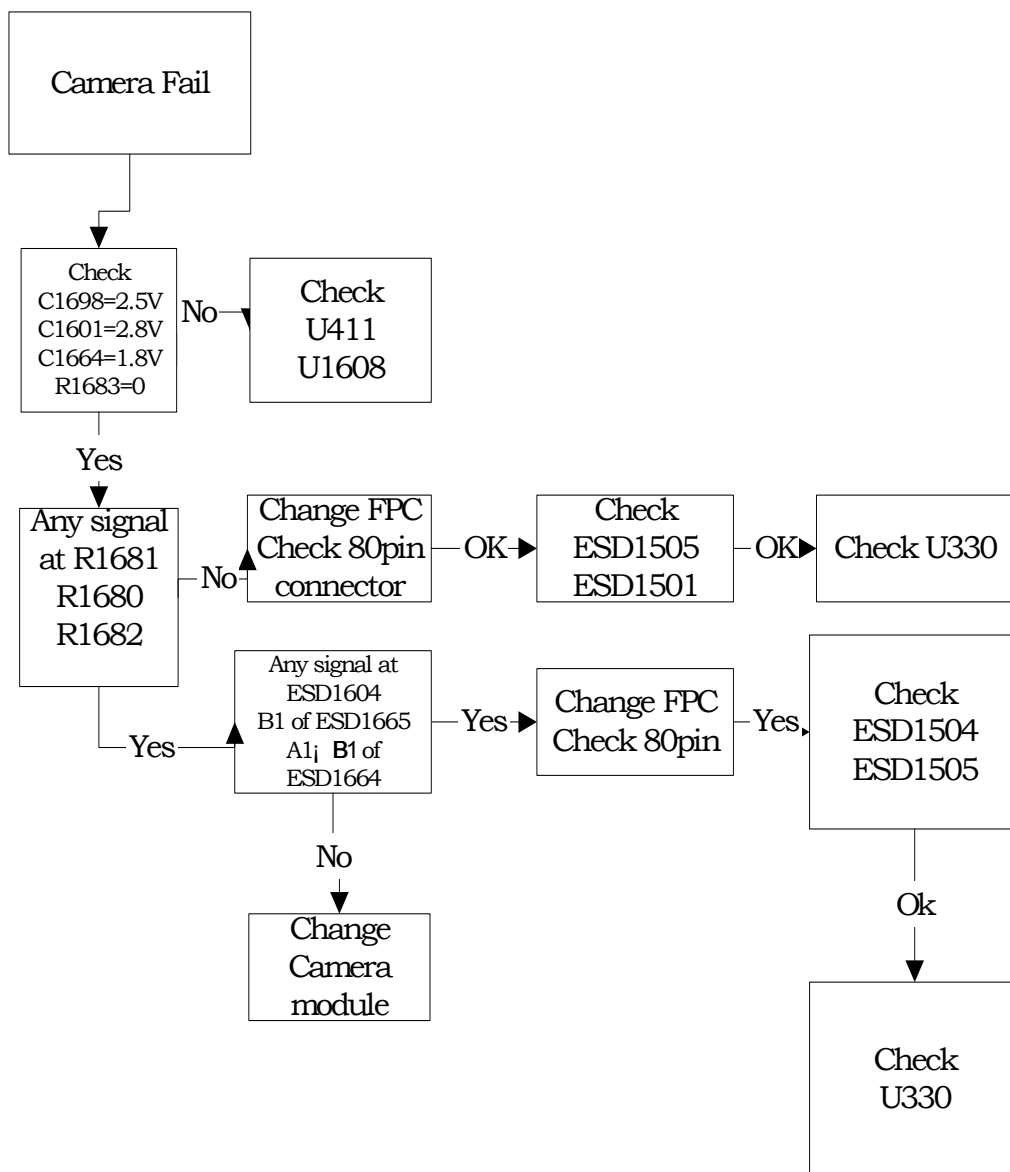 Camera Fail
Check
C1698=2.5V
C1601=2.8V
C1664=1.8V
R1683=0
No
Check
U411
U1608
Yes
Any signal
at R1681
R1680
R1682
No
Change FPC
Check 80pin
connector
OK
Check
ESD1505
ESD1501
OK
Check U330
Yes
Any signal at
ESD1604
B1 of ESD1665
A1¡ B1 of
ESD1664
Yes
Change FPC
Check 80pin
Yes
Check
ESD1504
ESD1505
No
Change
Camera
module
Ok
Check
U330